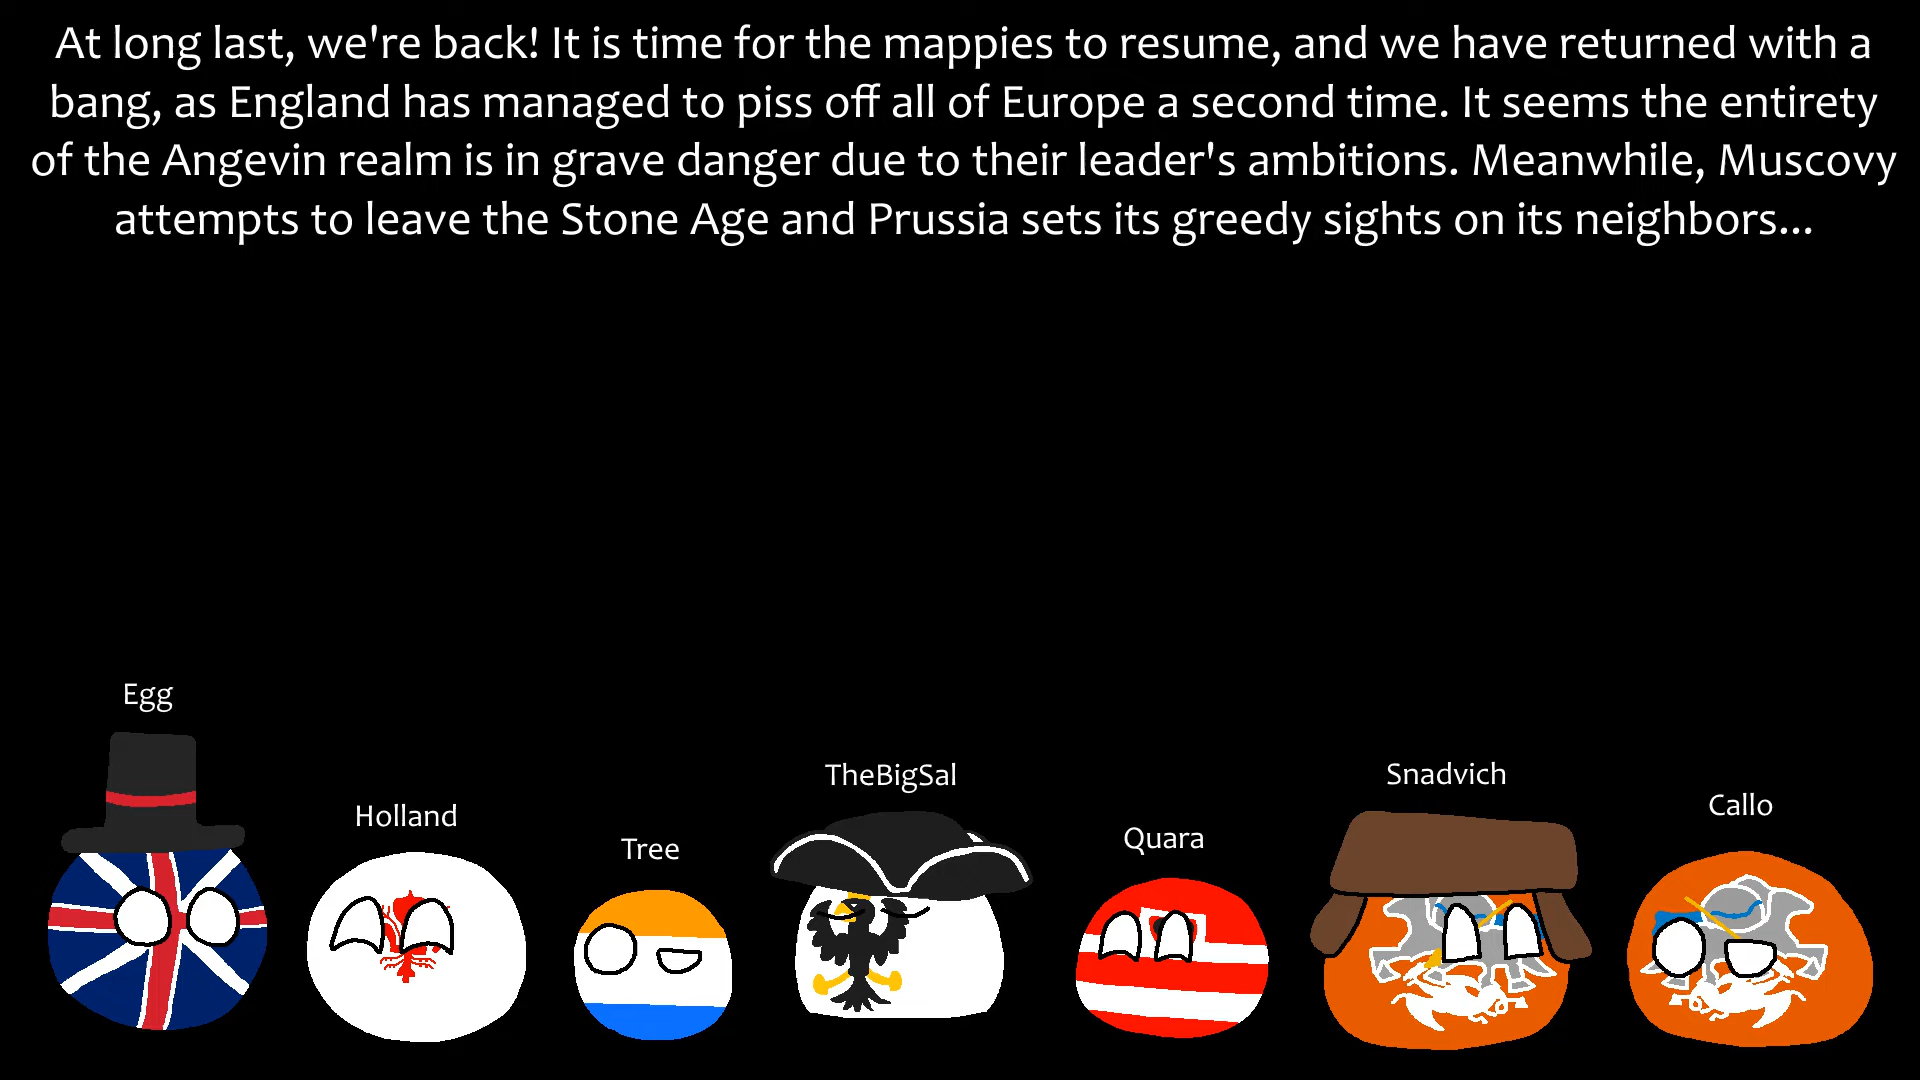 At long last, we're back! It is time for the mappies to resume, and we have returned with a
bang, as England has managed to piss off all of Europe a second time. It seems the entirety
of the Angevin realm is in grave danger due to their leader's ambitions. Meanwhile, Muscovy
attempts to leave the Stone Age and Prussia sets its greedy sights on its neighbors...
Egg
Holland
Tree
TheBigSal
Quara
Snadvich
Callo